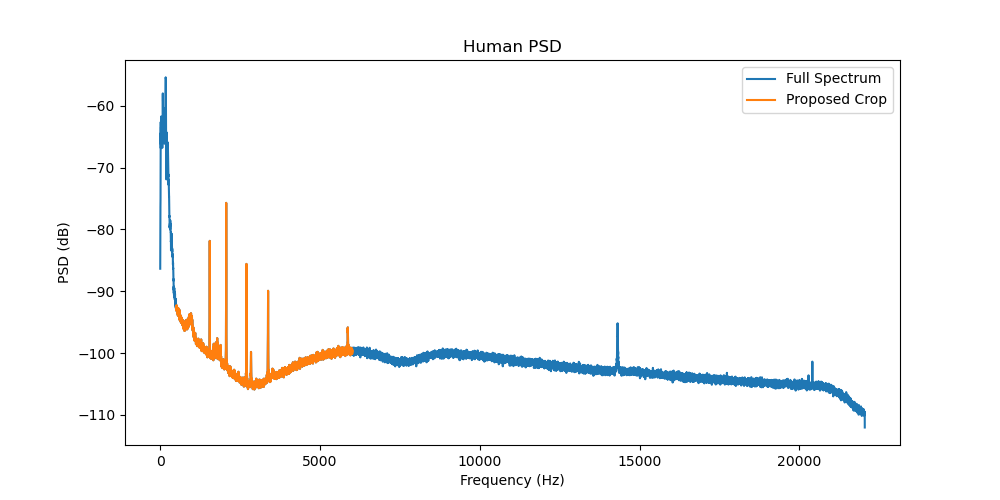 Human PSD
Full Spectrum
Proposed Crop
−60
−70
−80
−90
−100
−110
PSD (dB)
0
5000
10000
15000
20000
Frequency (Hz)